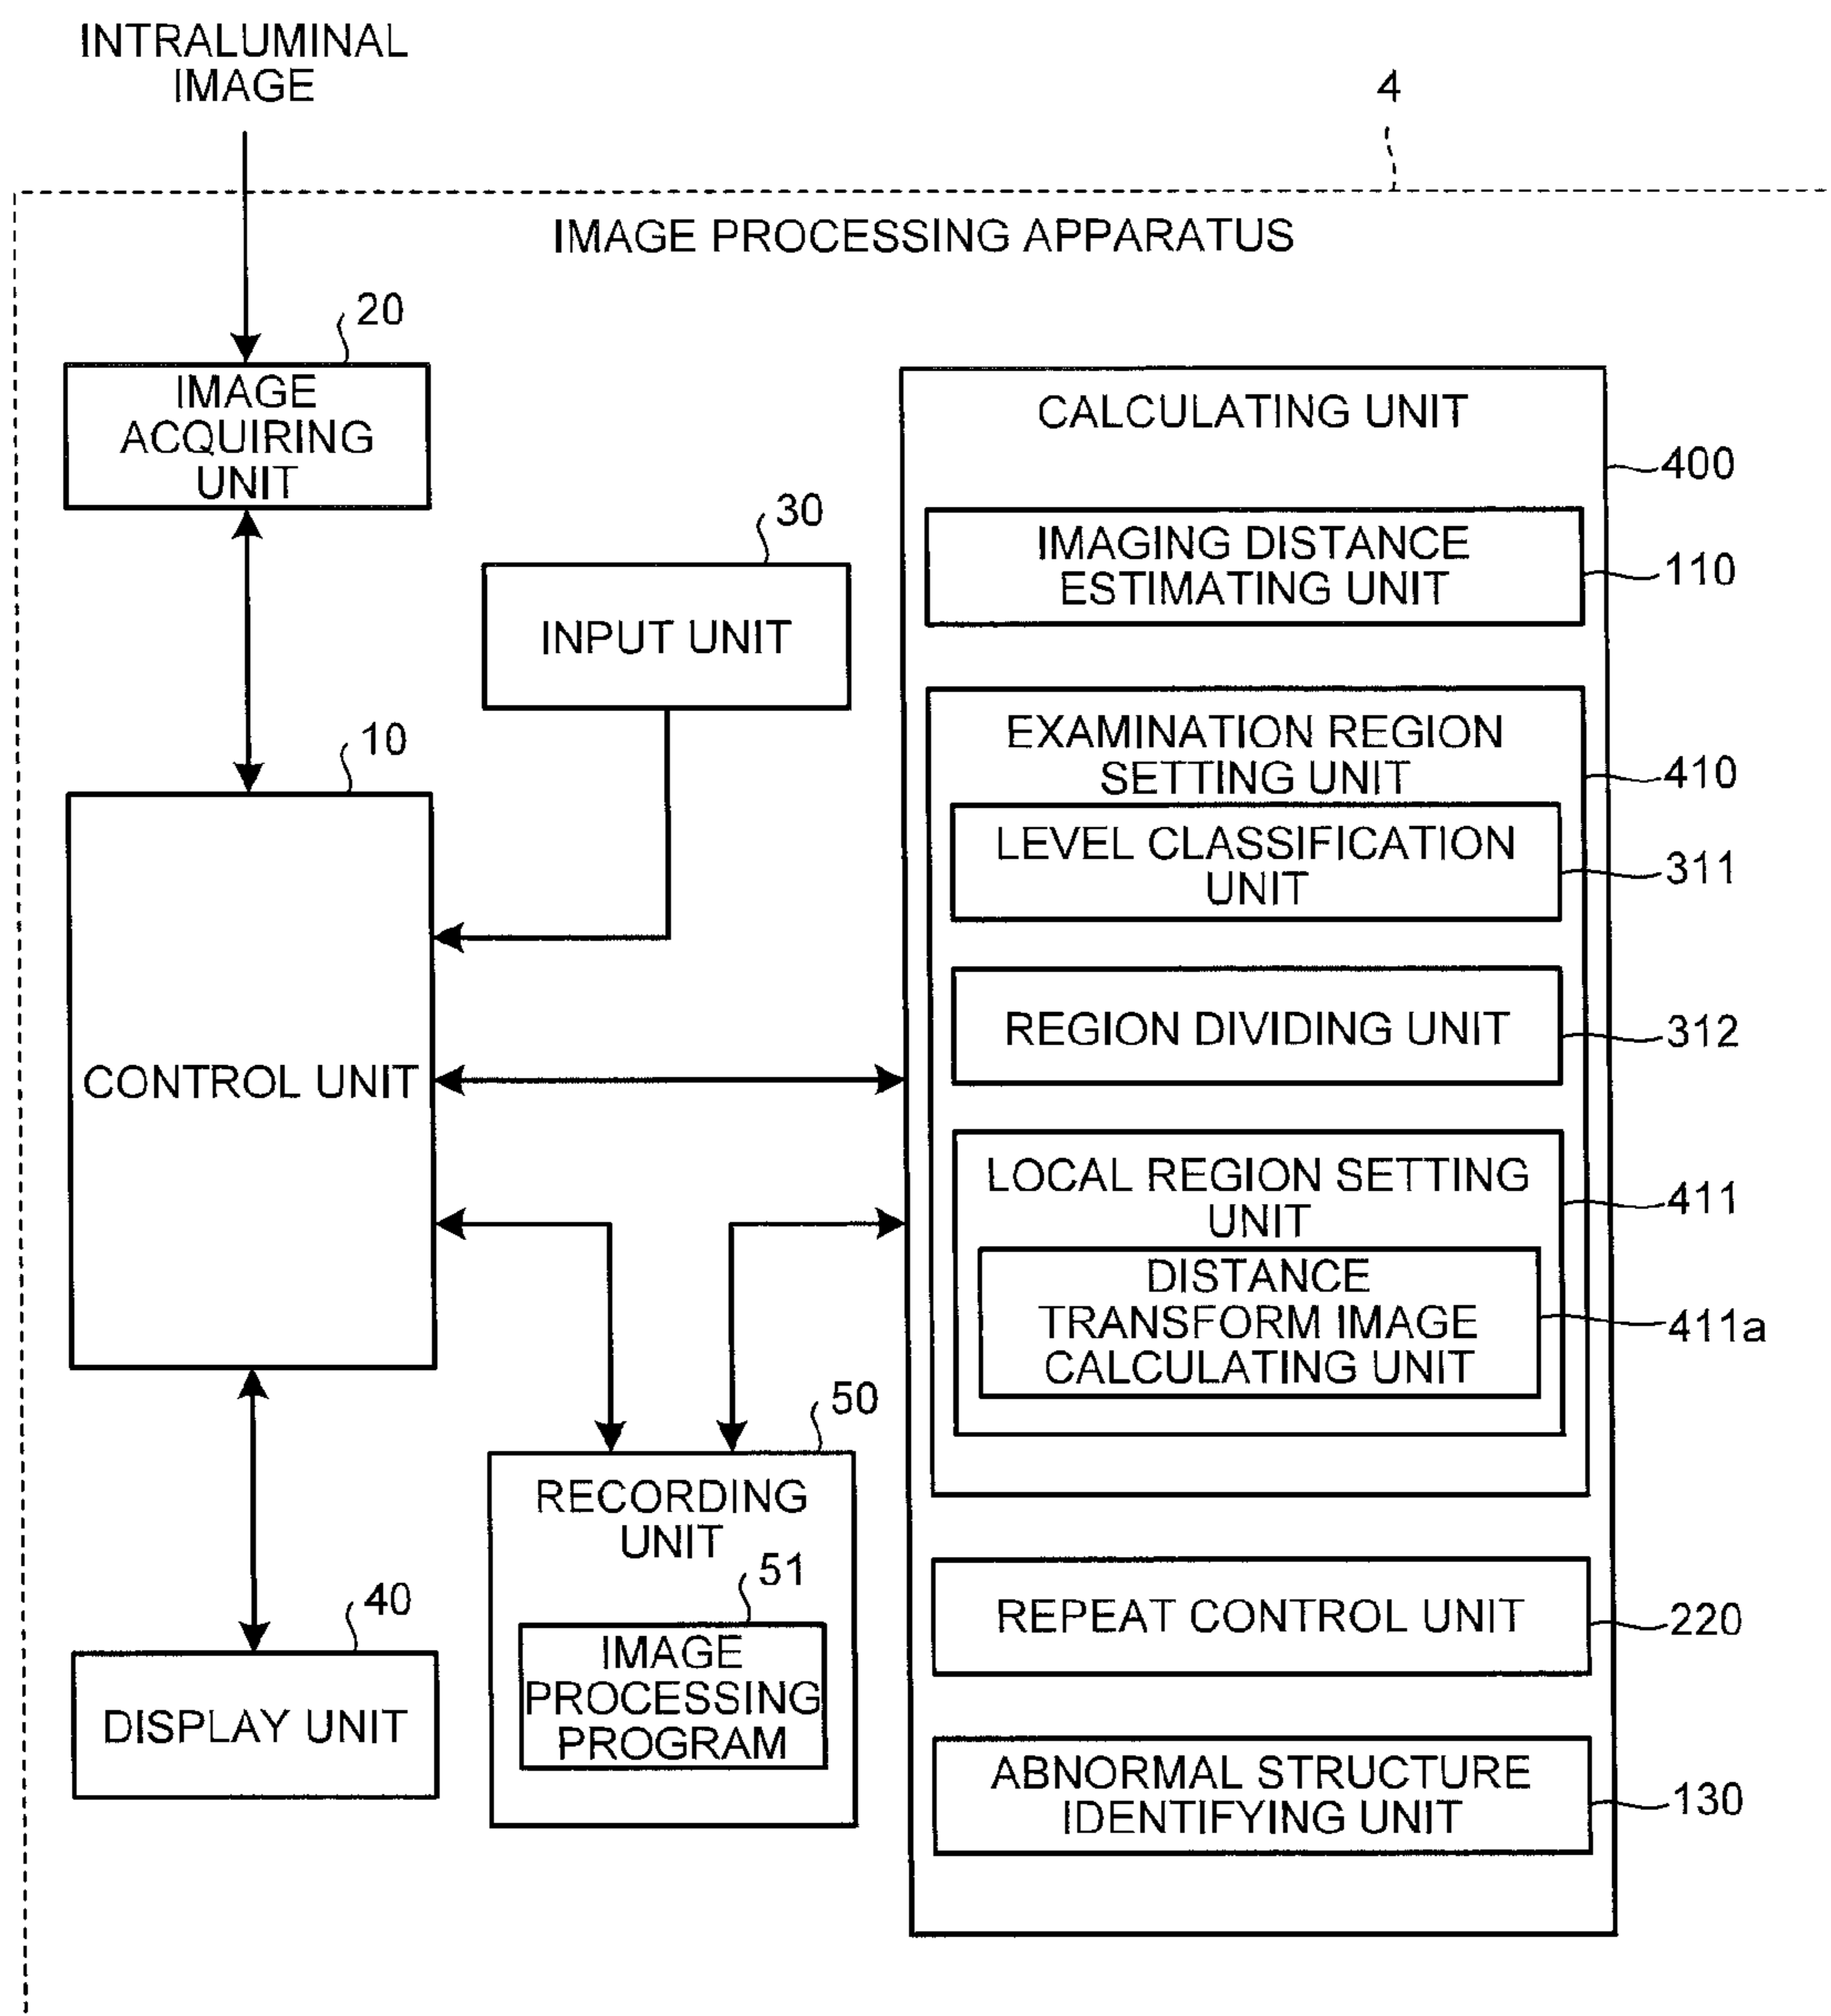 INTRALUMINAL
IMAGE
4
IMAGE PROCESSING APPARATUS
20
IMAGE
ACQUIRING
UNIT
30
INPUT UNIT
10
CONTROL UNIT
50
RECORDING
UNIT
51
IMAGE
PROCESSING
PROGRAM
40
DISPLAY UNIT
CALCULATING UNIT
400
IMAGING DISTANCE
ESTIMATING UNIT
110
EXAMINATION REGION
SETTING UNIT
410
LEVEL CLASSIFICATION
UNIT
311
REGION DIVIDING UNIT
312
LOCAL REGION SETTING
UNIT
411
DISTANCE
TRANSFORM IMAGE
CALCULATING UNIT
411a
REPEAT CONTROL UNIT
220
ABNORMAL STRUCTURE
IDENTIFYING UNIT
130